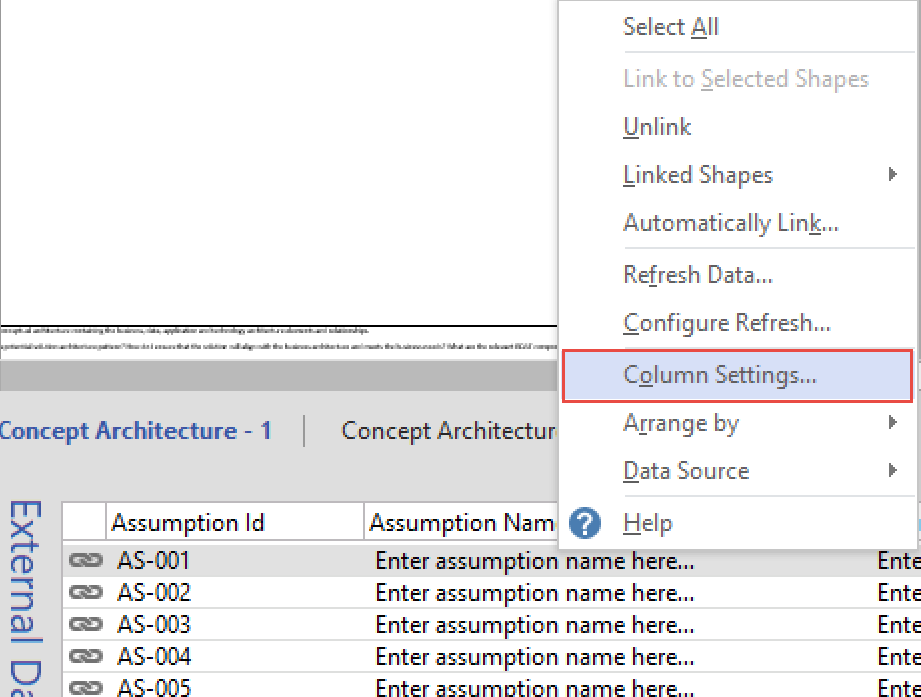 Select All
Link to Selected Shapes
Unlink
Linked Shapes
Automatically Link...
Refresh Data...
Configure Refresh...
Column Settings...
Arrange by
Data Source
Help
Concept Architecture - 1
Concept Architectur
External Da
Assumption Id
Assumption Nam
AS-001 Enter assumption name here... Ente
AS-002 Enter assumption name here... Ente
AS-003 Enter assumption name here... Ente
AS-004 Enter assumption name here... Ente
AS-005 Enter assumption name here... Ente